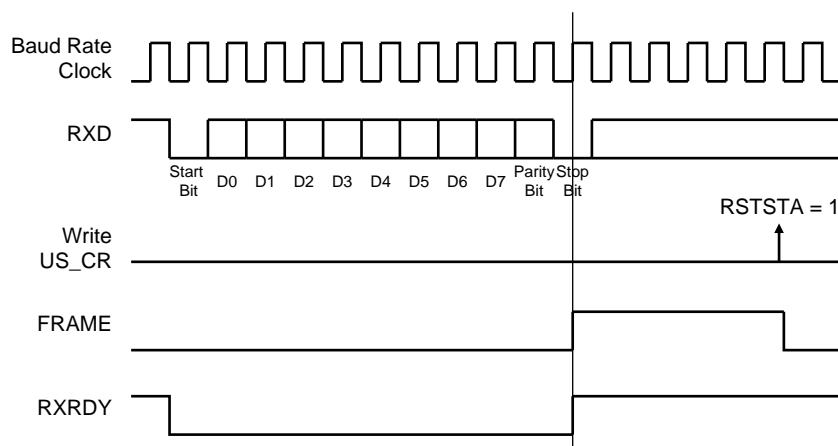 Baud Rate
Clock
RXD
Start
Bit
D0 D1 D2 D3 D4 D5 D6 D7
Parity
Bit
Stop
Bit
RSTSTA = 1
Write
US_CR
FRAME
RXRDY